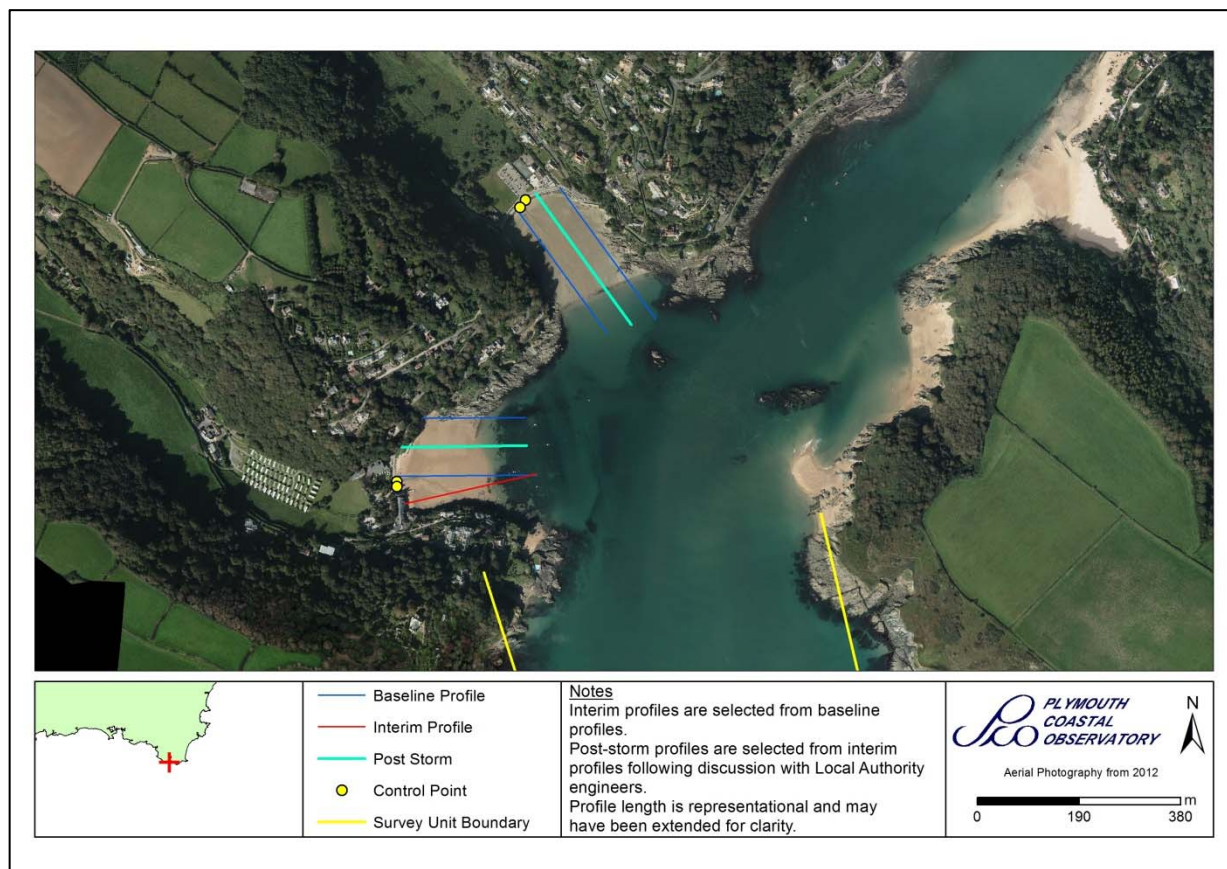 Baseline Profile
Interim Profile
Post Storm
Control Point
Survey Unit Boundary
Notes
Interim profiles are selected from baseline
profiles.
Post-storm profiles are selected from interim
profiles following discussion with Local Authority
engineers.
Profile length is representational and may
have been extended for clarity.
PLYMOUTH
COASTAL
OBSERVATORY
N
Aerial Photography from 2012
m
0 190 380